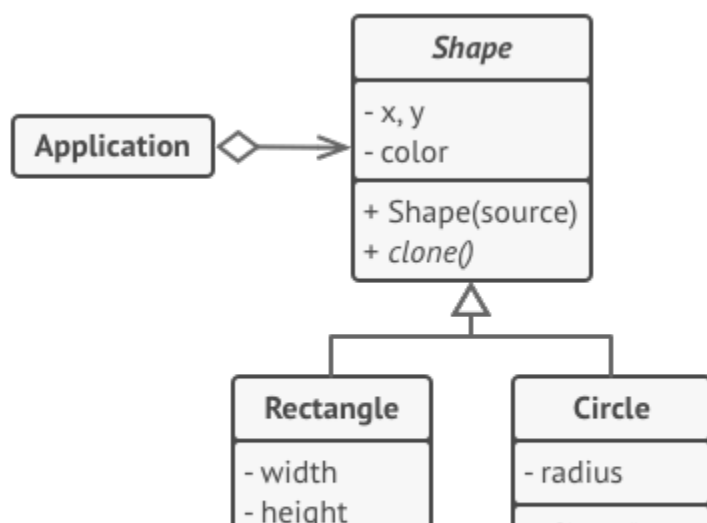 Shape
- x, y
- color
Application
+ Shape(source)
+ clone()
Rectangle
- width
- height
Circle
- radius